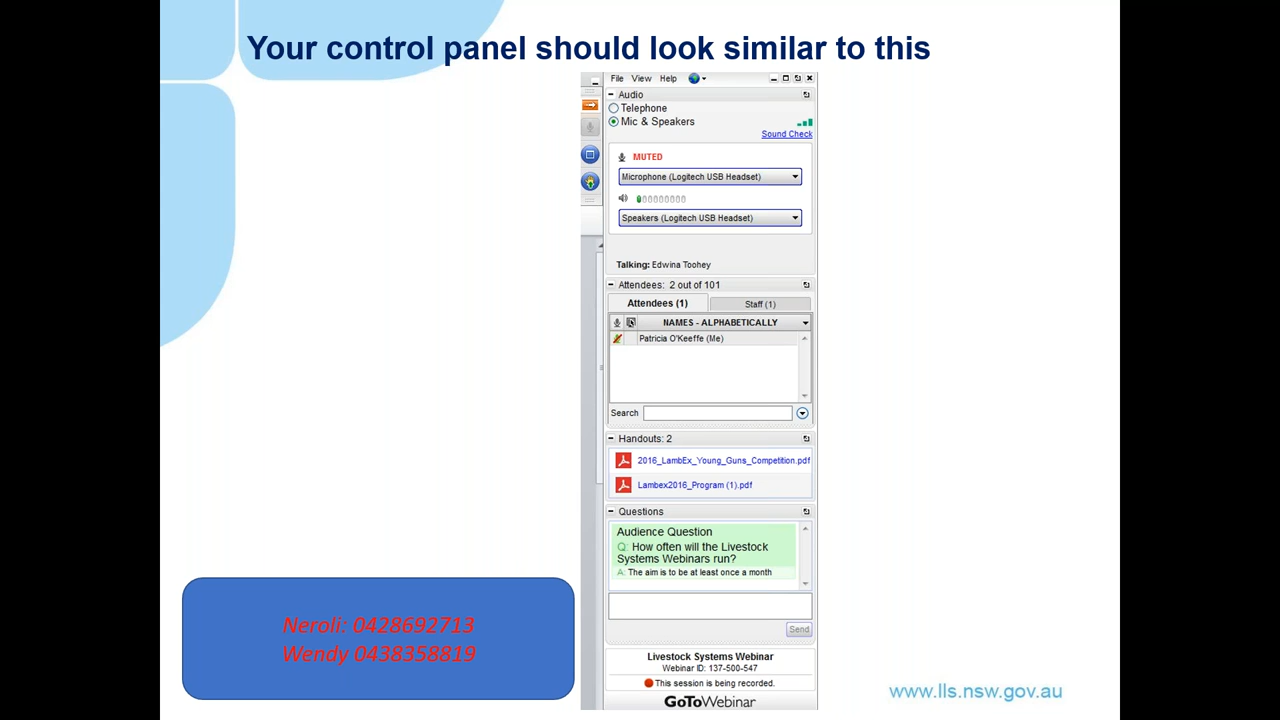 Your control panel should look similar to this
File View Help
Audio
Telephone
Mic & Speakers
Sound Check
MUTED
Microphone (Logitech USB Headset)
Speakers (Logitech USB Headset)
Talking: Edwina Toohey
Attendees: 2 out of 101
Attendees (1) Staff (1)
NAMES - ALPHABETICALLY
Patricia O'Keeffe (Me)
Search
Handouts: 2
2016_LambEx_Young_Guns_Competition.pdf
Lambex2016_Program (1).pdf
Questions
Audience Question
Q: How often will the Livestock
Systems Webinars run?
A: The aim is to be at least once a month
Send
Livestock Systems Webinar
Webinar ID: 137-500-547
This session is being recorded.
GoToWebinar
Neroli: 0428692713
Wendy 0438358819
www.lls.nsw.gov.au